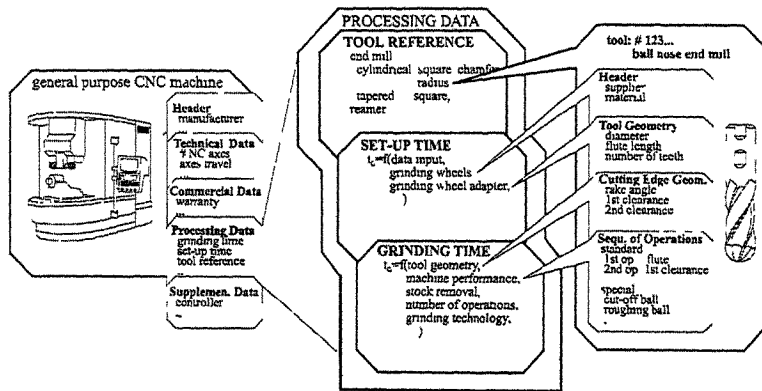 general purpose CNC machine
Header
manufacturer
Technical Data
# NC axes
axes travel
Commercial Data
warranty
Processing Data
grinding time
set-up time
tool reference
Supplemen. Data
controller
PROCESSING DATA
TOOL REFERENCE
end mill
cylindrical square chamfer
radius
tapered square,
reamer
SET-UP TIME
t =f(data input,
grinding wheels
grinding wheel adapter,
)
GRINDING TIME
t =f(tool geometry,
machine performance,
stock removal,
number of operations,
grinding technology,
)
tool: # 123...
ball nose end mill
Header
supplier
material
Tool Geometry
diameter
flute length
number of teeth
Cutting Edge Geom.
rake angle
1st clearance
2nd clearance
Sequ. of Operations
standard
1st op flute
2nd op 1st clearance
special
cut-off ball
roughing ball